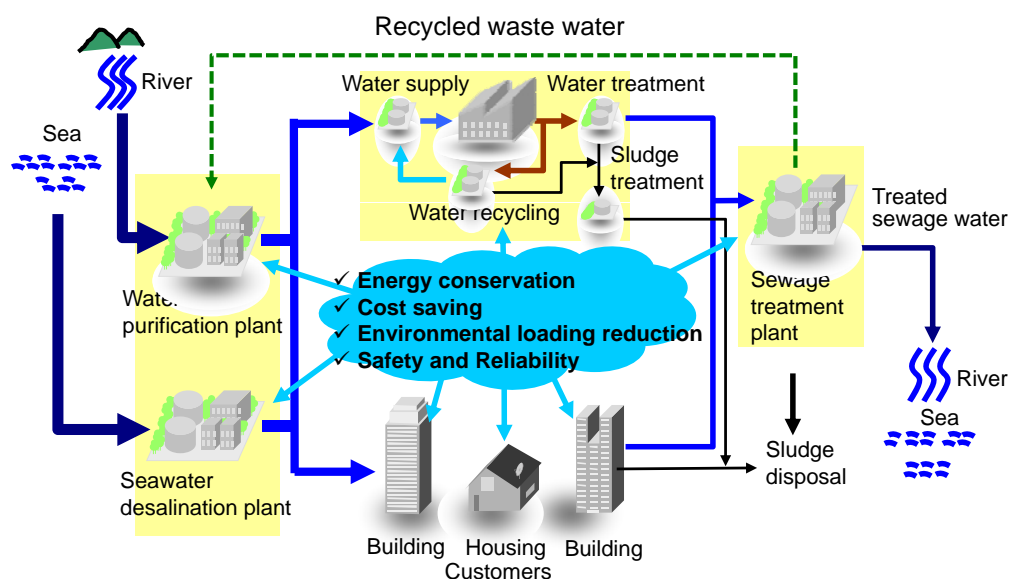 Recycled waste water
River
Sea
Water supply
Water treatment
Sludge
treatment
Water recycling
Treated
sewage water
Water
purification plant
✓ Energy conservation
✓ Cost saving
✓ Environmental loading reduction
✓ Safety and Reliability
Sewage
treatment
plant
River
Sea
Seawater
desalination plant
Sludge
disposal
Building
Housing
Building
Customers